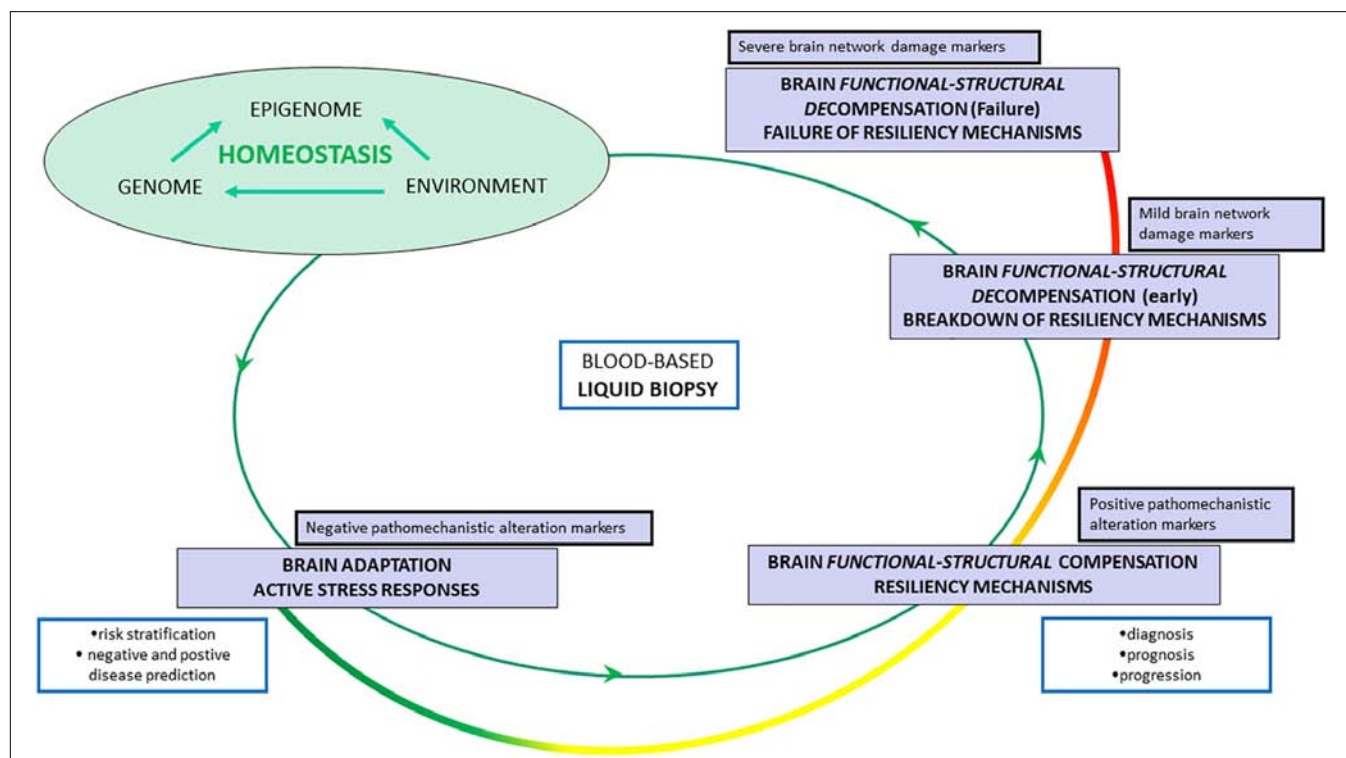 EPIGENOME
HOMEOSTASIS
GENOME
ENVIRONMENT
Severe brain network damage markers
BRAIN FUNCTIONAL-STRUCTURAL
DECOMPENSATION (Failure)
FAILURE OF RESILIENCY MECHANISMS
Mild brain network
damage markers
BRAIN FUNCTIONAL-STRUCTURAL
DECOMPENSATION (early)
BREAKDOWN OF RESILIENCY MECHANISMS
BLOOD-BASED
LIQUID BIOPSY
Negative pathomechanistic alteration markers
BRAIN ADAPTATION
ACTIVE STRESS RESPONSES
•risk stratification
• negative and postive
disease prediction
Positive pathomechanistic
alteration markers
BRAIN FUNCTIONAL-STRUCTURAL COMPENSATION
RESILIENCY MECHANISMS
•diagnosis
•prognosis
•progression